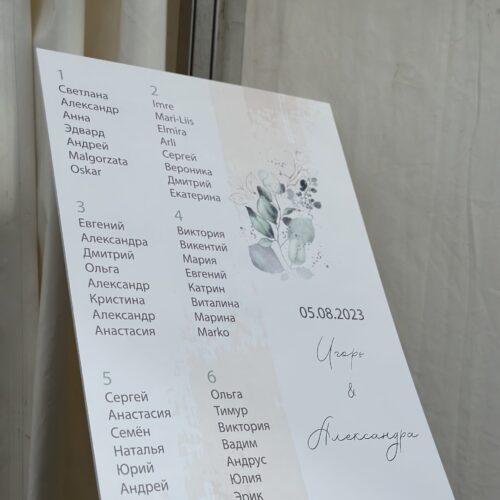 1
Светлана
Александр
Анна
Эдвард
Андрей
Malgorzata
Oskar
2
Imre
Mari-Liis
Elmira
Arli
Сергей
Вероника
Дмитрий
Екатерина
3
Евгений
Александра
Дмитрий
Ольга
Александр
Кристина
Александр
Анастасия
4
Виктория
Викентий
Мария
Евгений
Катрин
Виталина
Марина
Marko
5
Сергей
Анастасия
Семён
Наталья
Юрий
Андрей
6
Ольга
Тимур
Виктория
Вадим
Андрус
Юлия
Эрик
05.08.2023
Игорь
&
Александра